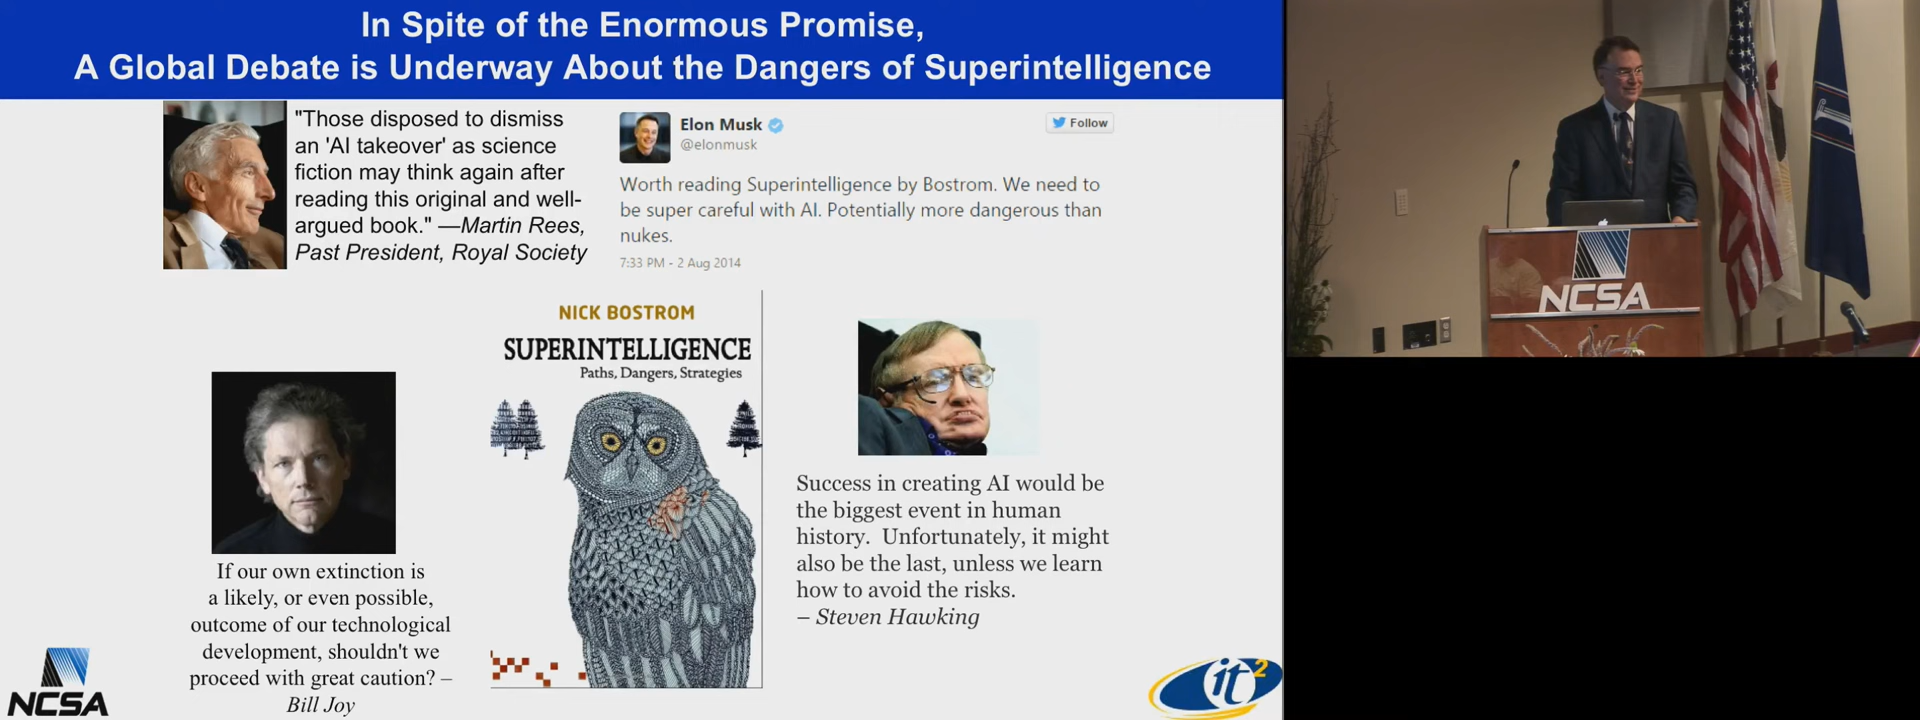 In Spite of the Enormous Promise,
A Global Debate is Underway About the Dangers of Superintelligence
"Those disposed to dismiss
an 'AI takeover' as science
fiction may think again after
reading this original and well-
argued book." —Martin Rees,
Past President, Royal Society
Elon Musk
@elonmusk
Follow
Worth reading Superintelligence by Bostrom. We need to
be super careful with AI. Potentially more dangerous than
nukes.
7:33 PM - 2 Aug 2014
NICK BOSTROM
SUPERINTELLIGENCE
Paths, Dangers, Strategies
If our own extinction is
a likely, or even possible,
outcome of our technological
development, shouldn't we
proceed with great caution? –
Bill Joy
Success in creating AI would be
the biggest event in human
history.  Unfortunately, it might
also be the last, unless we learn
how to avoid the risks.
– Steven Hawking
NCSA
it2
NCSA